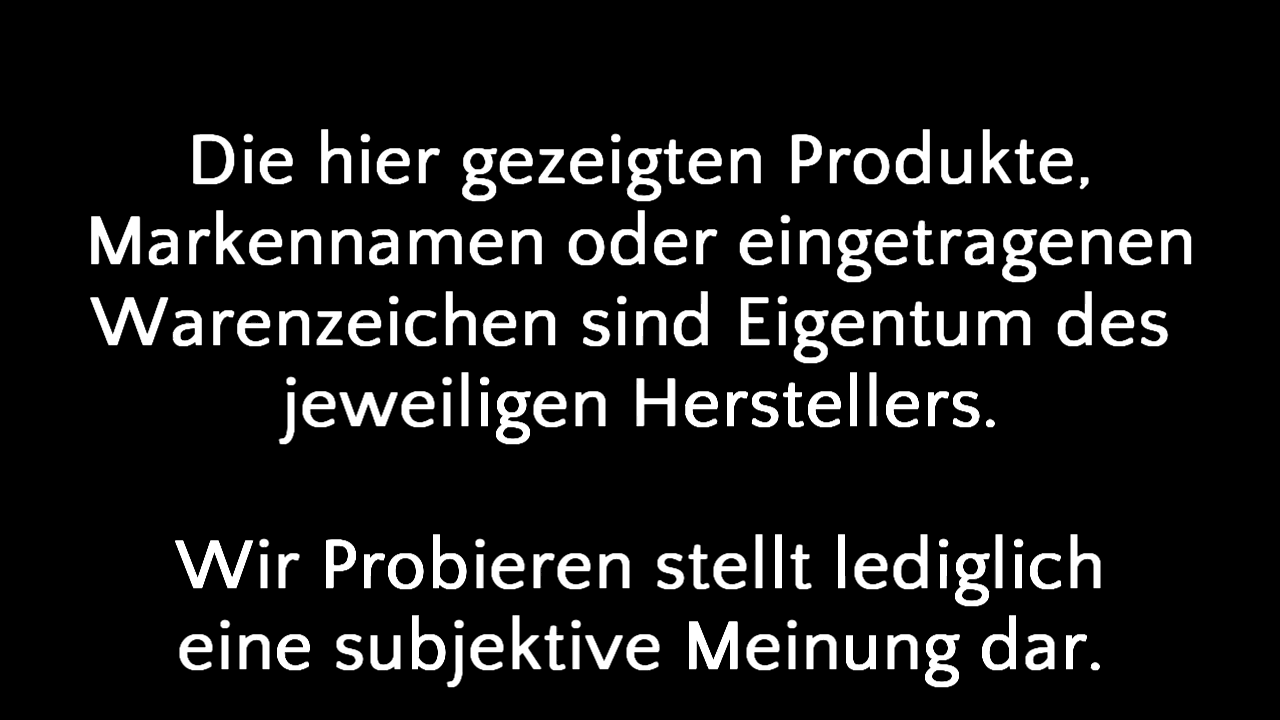 Die hier gezeigten Produkte,
Markennamen oder eingetragenen
Warenzeichen sind Eigentum des
jeweiligen Herstellers.
Wir Probieren stellt lediglich
eine subjektive Meinung dar.